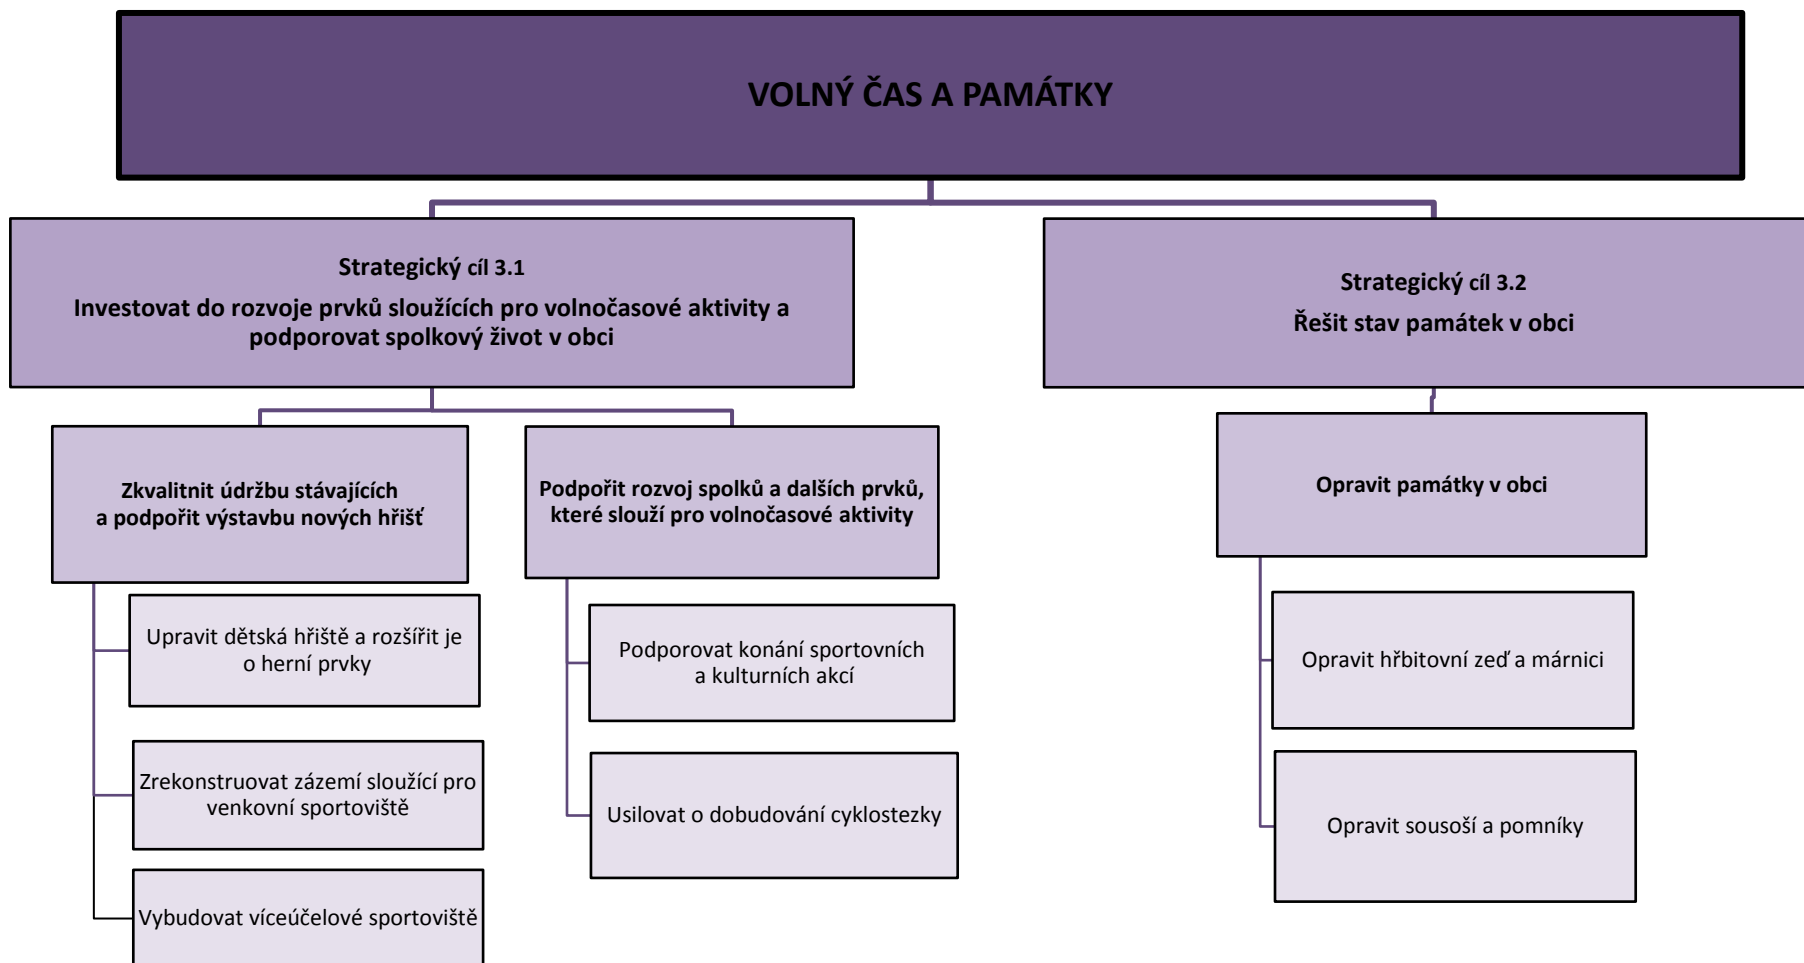 VOLNÝ ČAS A PAMÁTKY
Strategický cíl 3.1
Investovat do rozvoje prvků sloužících pro volnočasové aktivity a
podporovat spolkový život v obci
Strategický cíl 3.2
Řešit stav památek v obci
Zkvalitnit údržbu stávajících
a podpořit výstavbu nových hřišť
Podpořit rozvoj spolků a dalších prvků,
které slouží pro volnočasové aktivity
Opravit památky v obci
Upravit dětská hřiště a rozšířit je
o herní prvky
Zrekonstruovat zázemí sloužící pro
venkovní sportoviště
Vybudovat víceúčelové sportoviště
Podporovat konání sportovních
a kulturních akcí
Usilovat o dobudování cyklostezky
Opravit hřbitovní zeď a márnici
Opravit sousoší a pomníky